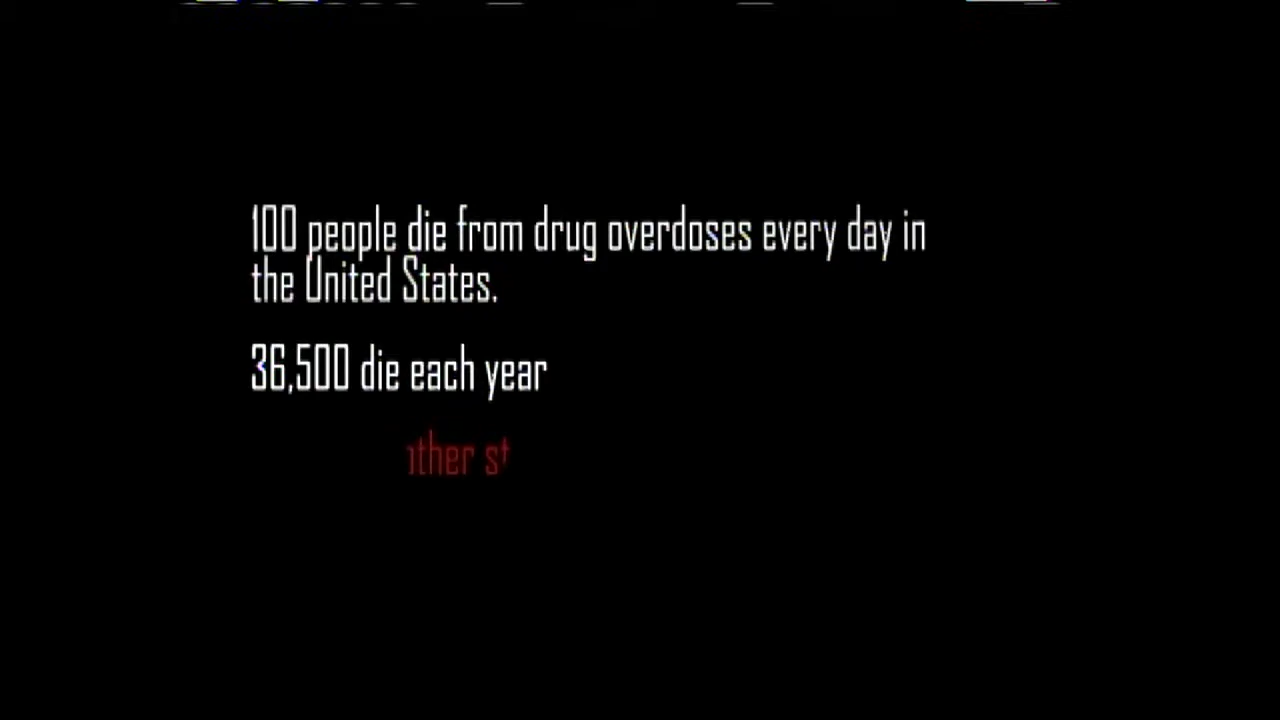 100 people die from drug overdoses every day in
the United States.
36,500 die each year